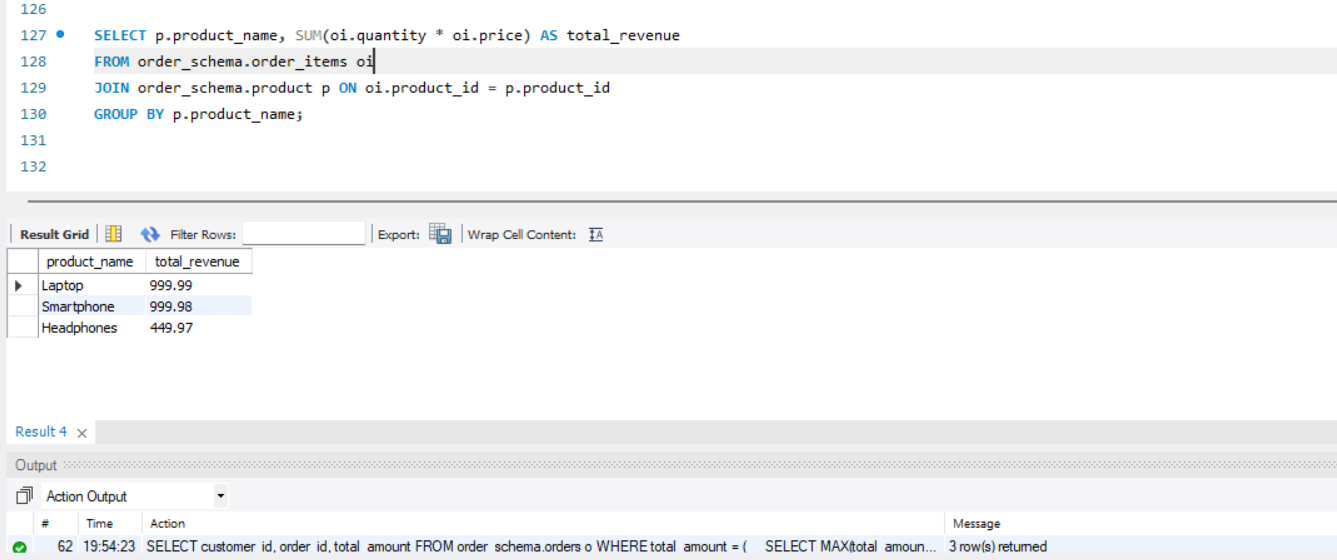 126
127 SELECT p.product_name, SUM(oi.quantity * oi.price) AS total_revenue
128 FROM order_schema.order_items oi
129 JOIN order_schema.product p ON oi.product_id = p.product_id
130 GROUP BY p.product_name;
131
132
Result Grid Filter Rows: Export: Wrap Cell Content: IA
product_name total_revenue
Laptop 999.99
Smartphone 999.98
Headphones 449.97
Result 4 ×
Output
Action Output
# Time Action Message
62 19:54:23 SELECT customer_id, order_id, total_amount FROM order_schema.orders o WHERE total_amount = ( SELECT MAX(total_amoun... 3 row(s) returned